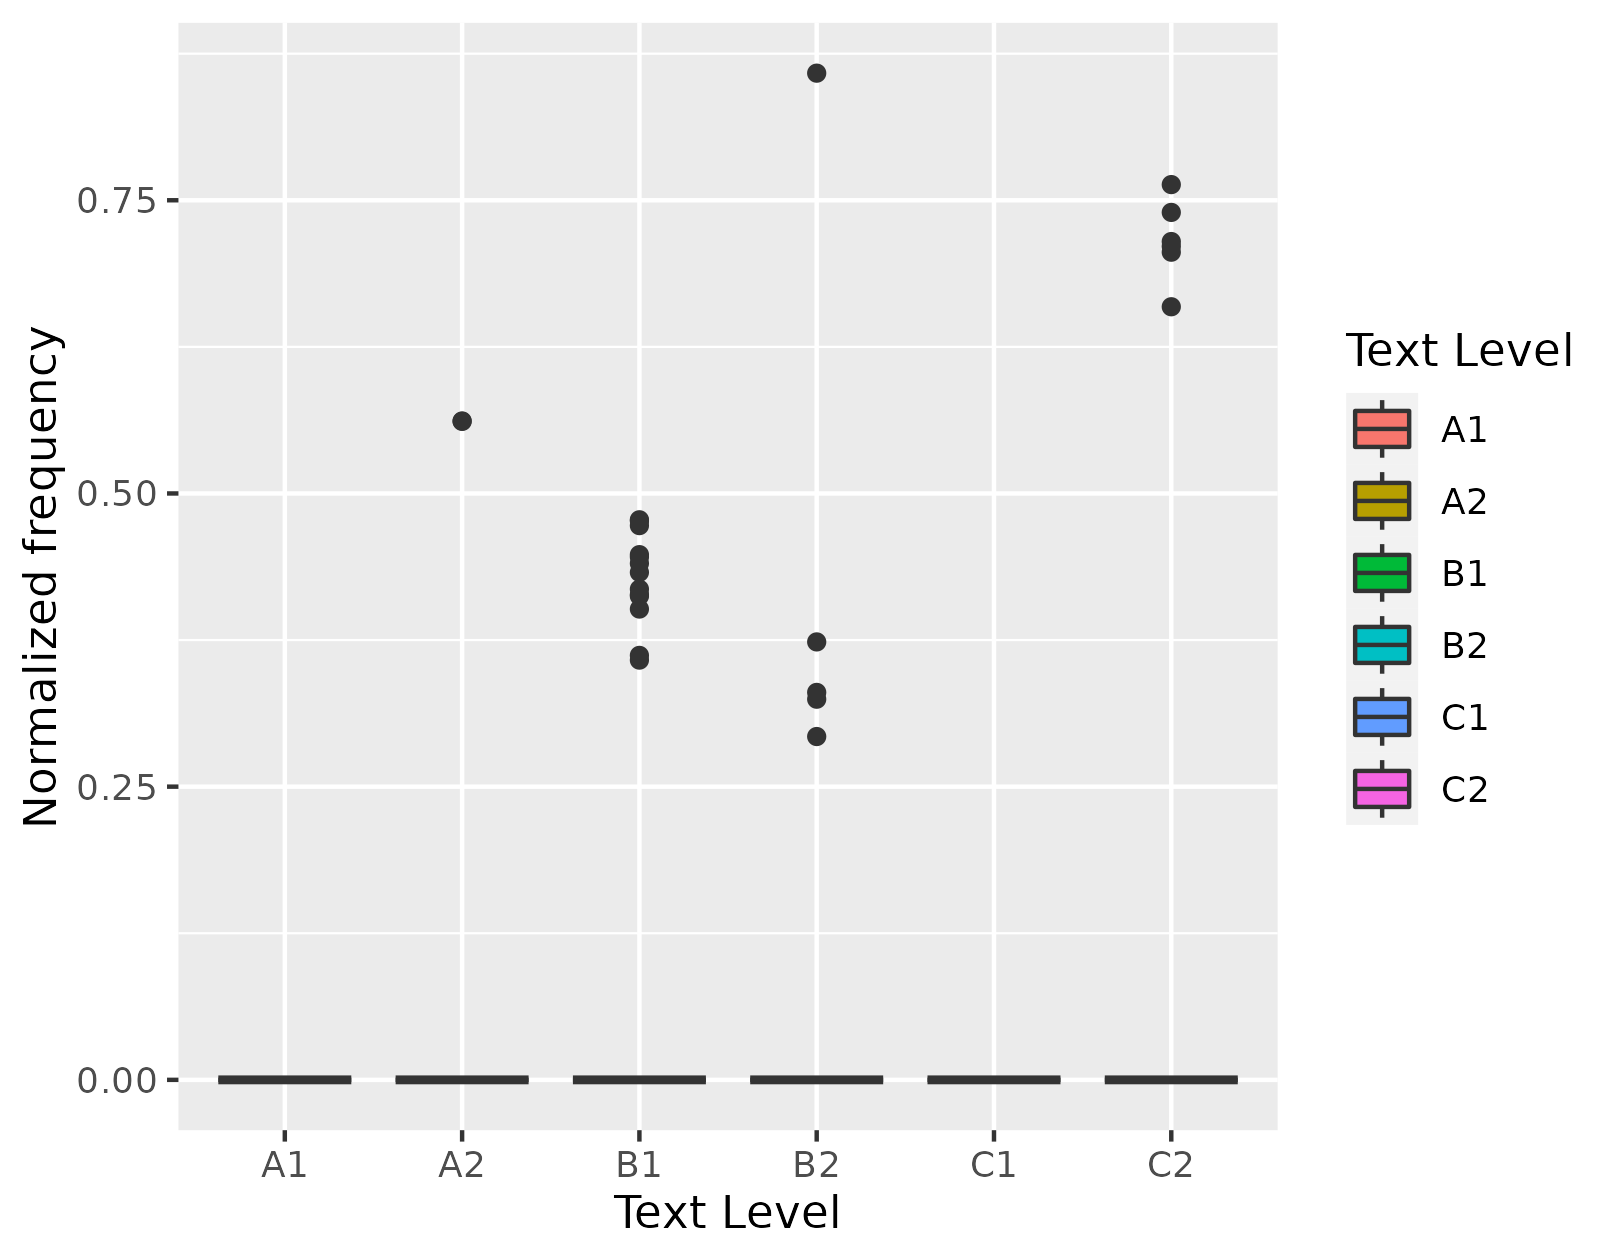 Normalized frequency
0.75
0.50
0.25
0.00
A1 A2 B1 B2 C1 C2
Text Level
Text Level
A1
A2
B1
B2
C1
C2